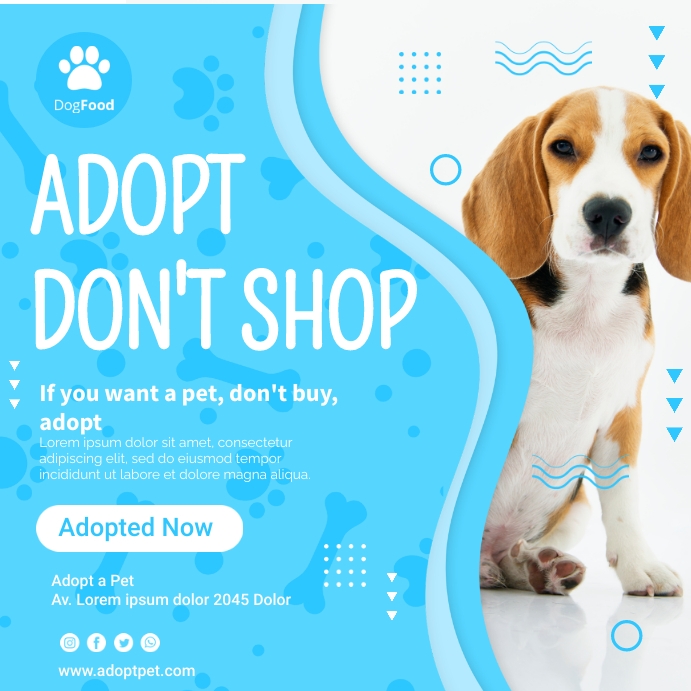 DogFood
ADOPT
DON'T SHOP
If you want a pet, don't buy,
adopt
Lorem ipsum dolor sit amet, consectetur
adipiscing elit, sed do eiusmod tempor
incididunt ut labore et dolore magna aliqua.
Adopted Now
Adopt a Pet
Av. Lorem ipsum dolor 2045 Dolor
www.adoptpet.com